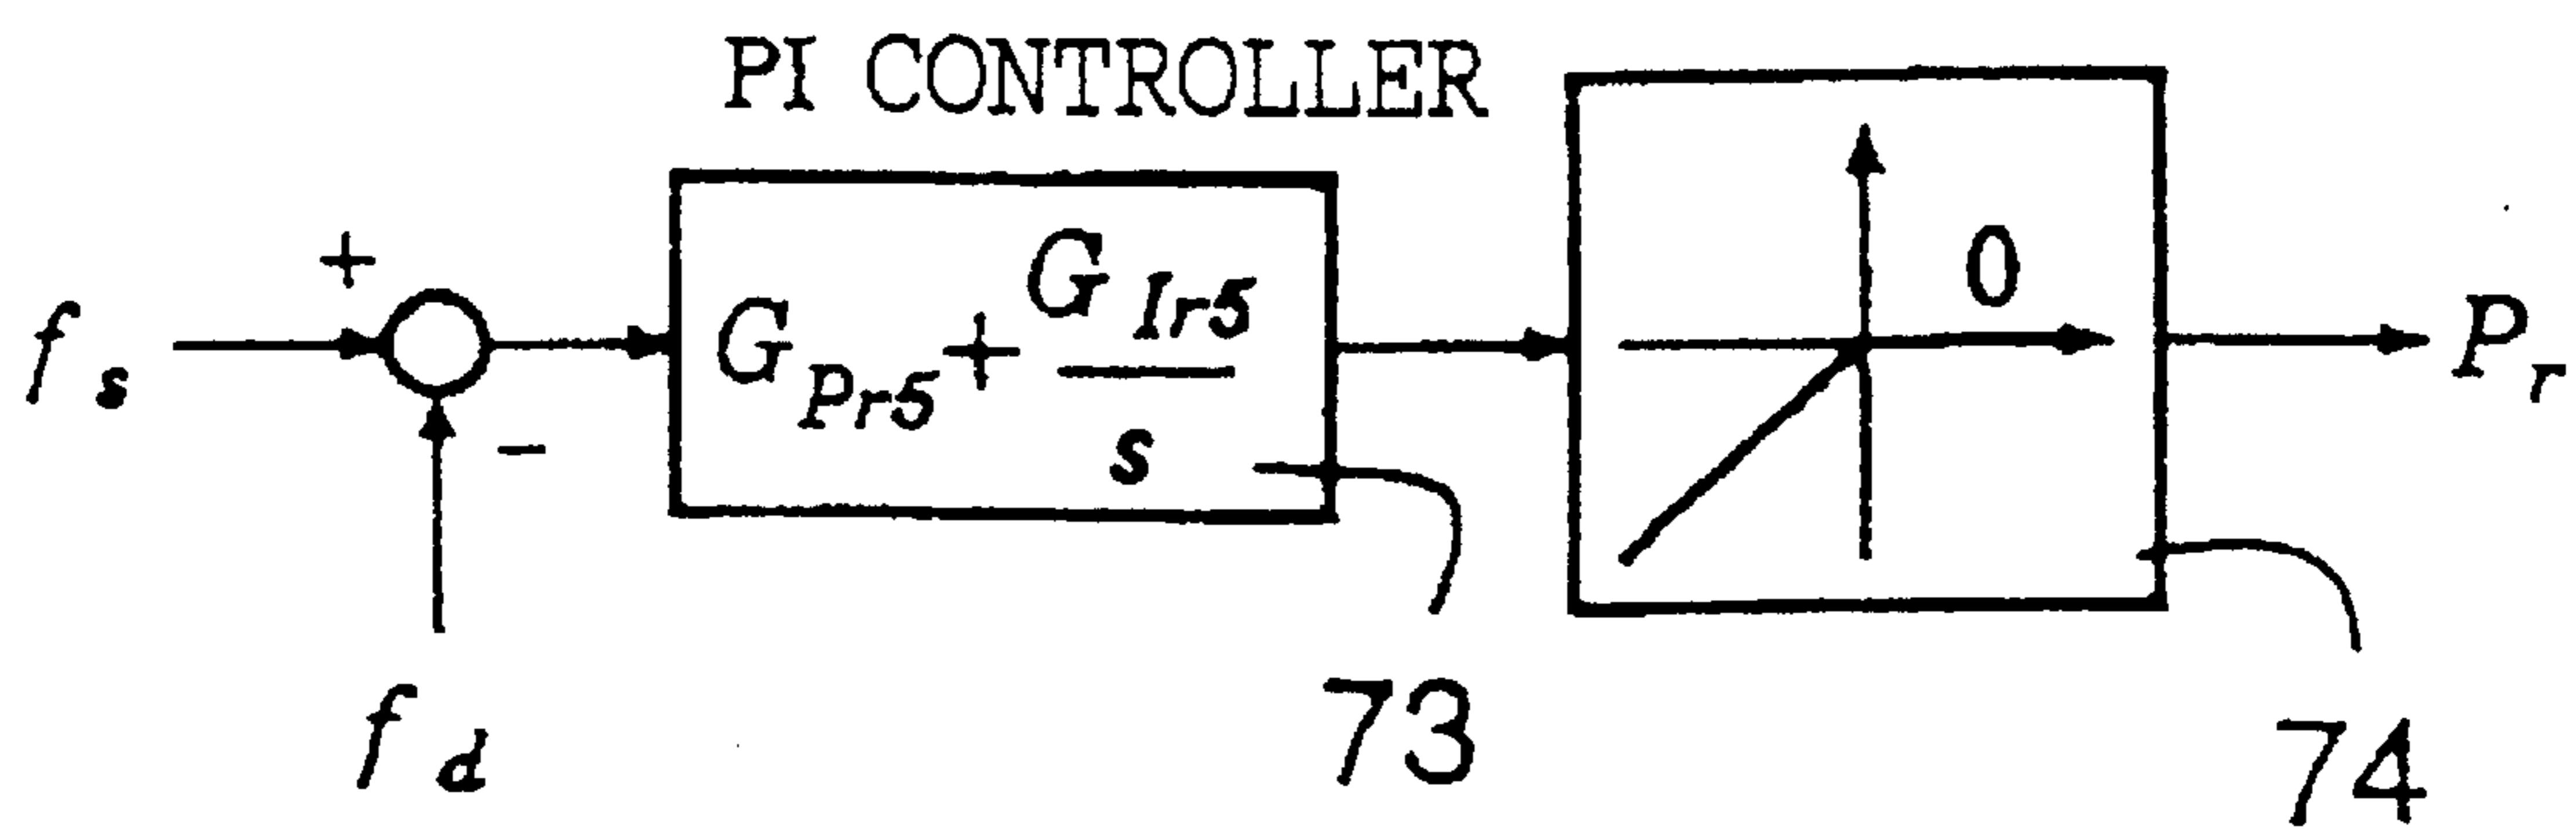 PI CONTROLLER
+
f s
−
f d
G Pr5 + G Ir5
s
0
P r
73
74